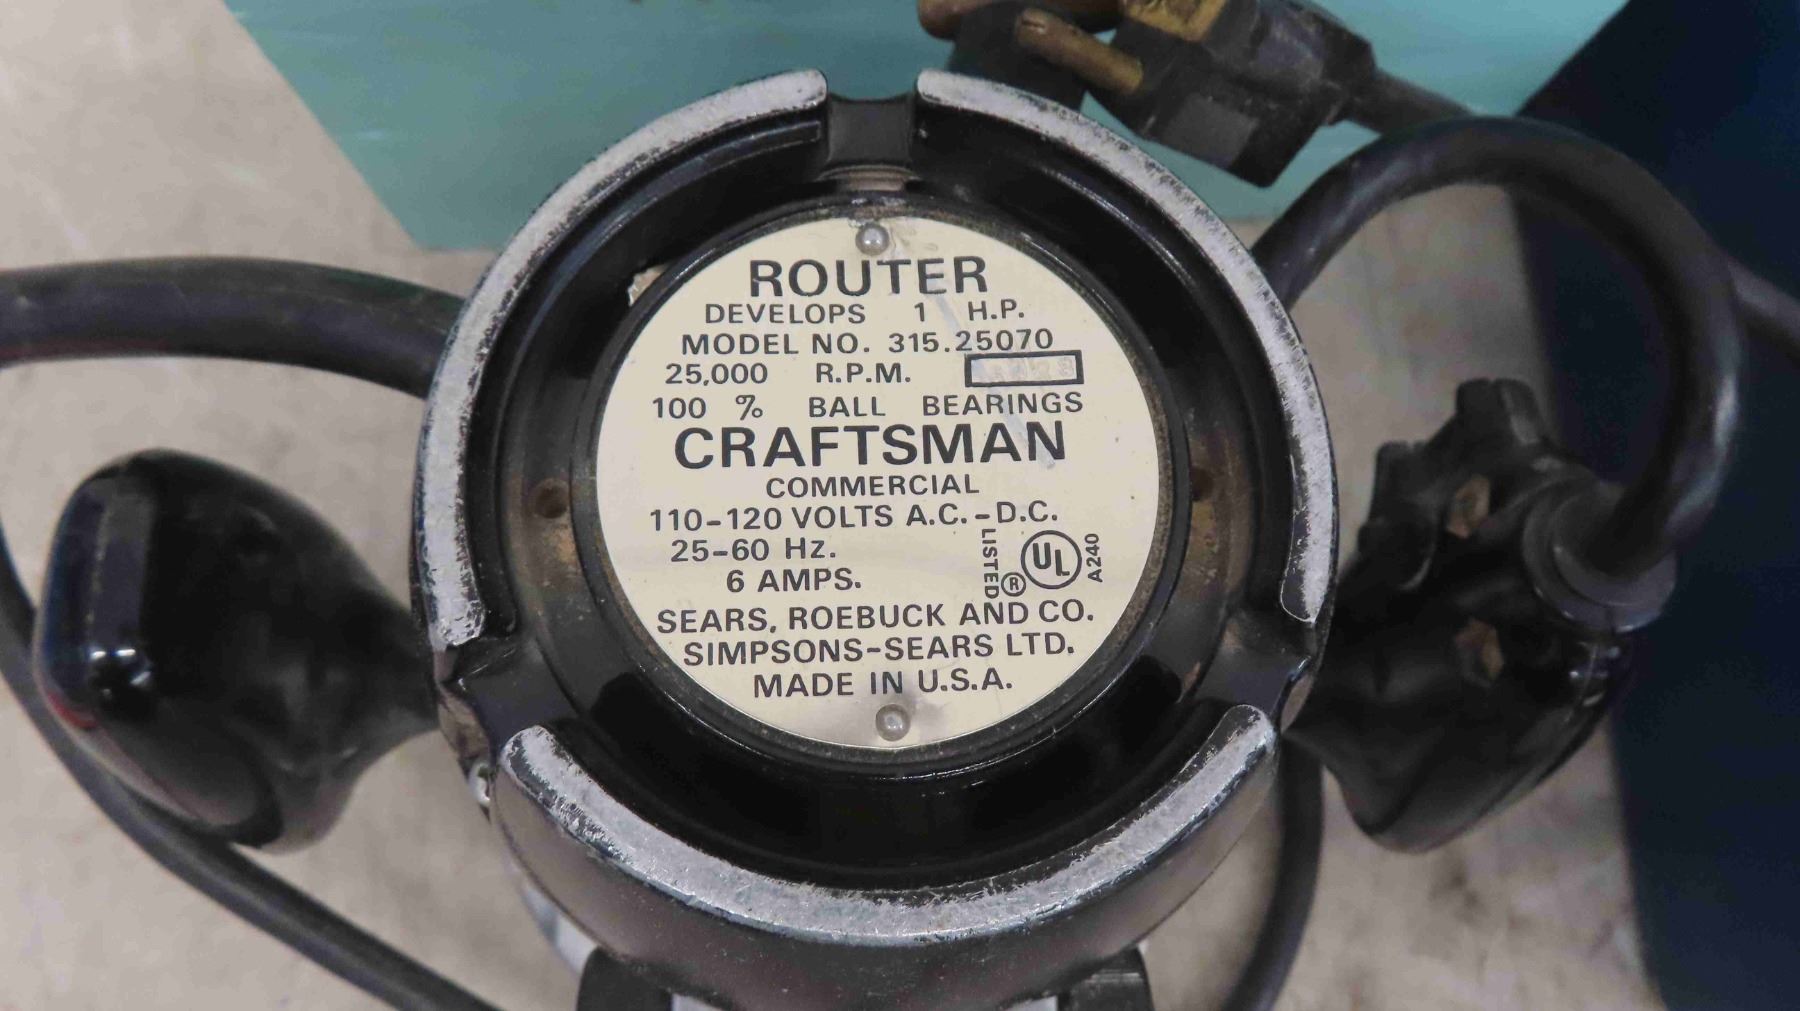 ROUTER
DEVELOPS 1 H.P.
MODEL NO. 315.25070
25,000 R.P.M.
100 % BALL BEARINGS
CRAFTSMAN
COMMERCIAL
110-120 VOLTS A.C.-D.C.
25-60 Hz.
6 AMPS.
LISTED ® UL A240
SEARS, ROEBUCK AND CO.
SIMPSONS-SEARS LTD.
MADE IN U.S.A.